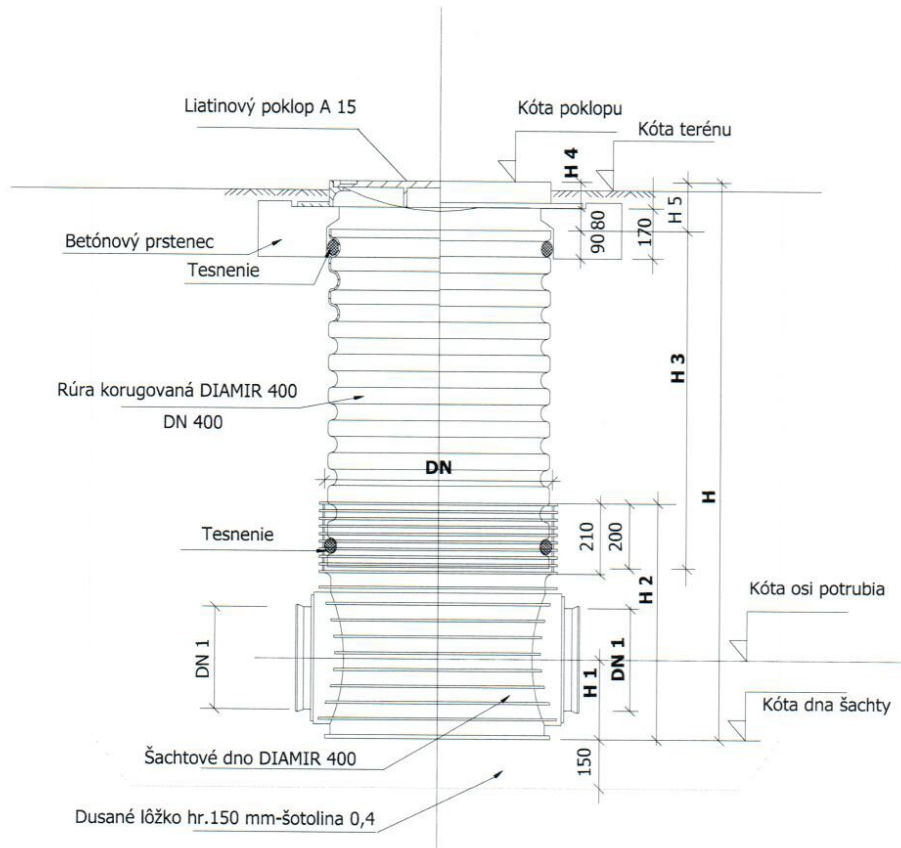 Liatinový poklop A 15
Kóta poklopu
Kóta terénu
H 4
H 5
80
90
170
Betónový prstenec
Tesnenie
H 3
Rúra korugovaná DIAMIR 400
DN 400
DN
H
Tesnenie
210
200
H 2
Kóta osi potrubia
DN 1
DN 1
H 1
Kóta dna šachty
Šachtové dno DIAMIR 400
150
Dusané lôžko hr.150 mm-šotolina 0,4